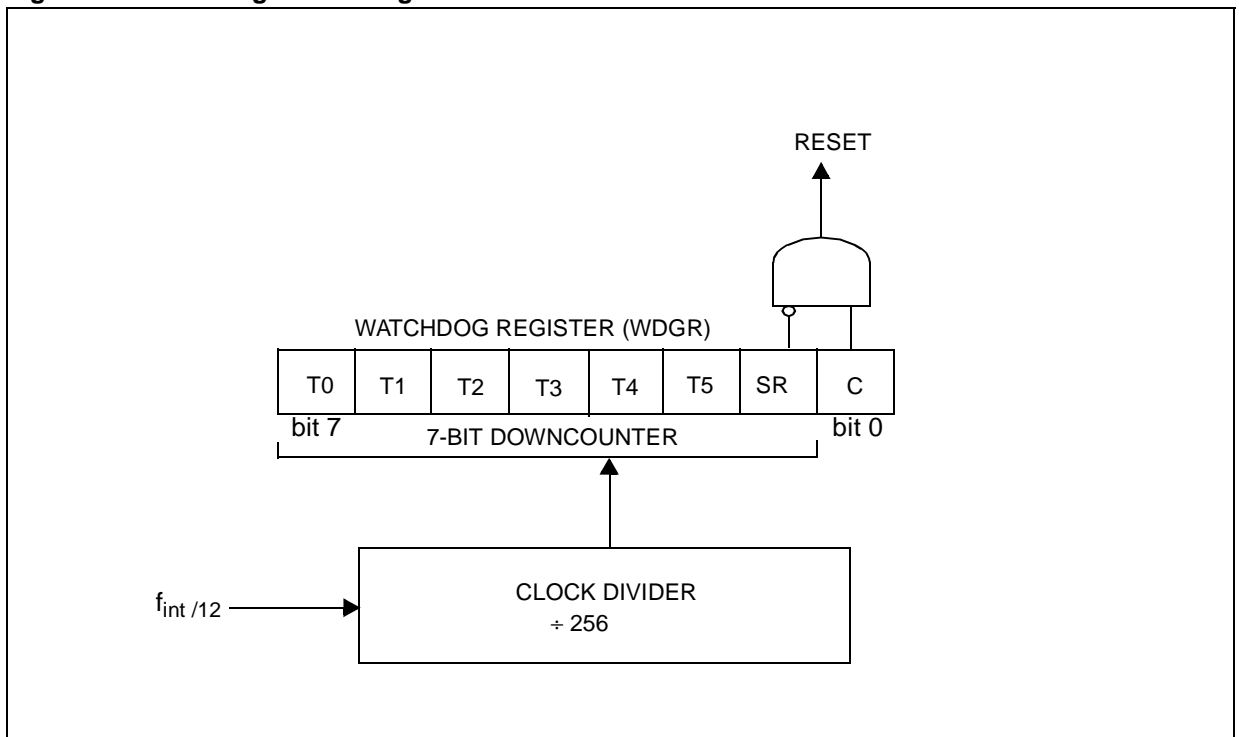 RESET
WATCHDOG REGISTER (WDGR)
T0 T1 T2 T3 T4 T5 SR C
bit 7 7-BIT DOWNCOUNTER bit 0
CLOCK DIVIDER
fint /12
÷ 256